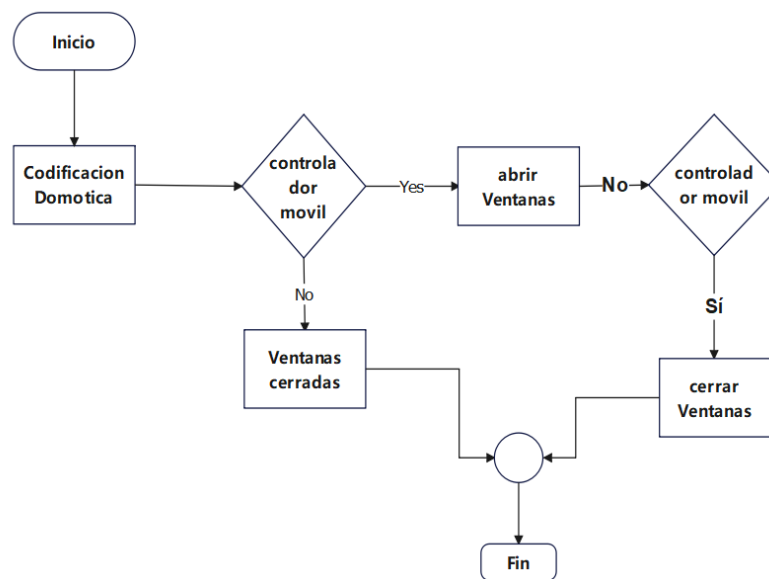 Inicio
Codificacion
Domotica
controla
dor
movil
Yes
abrir
Ventanas
No
controlad
or movil
No
Ventanas
cerradas
Sí
cerrar
Ventanas
Fin